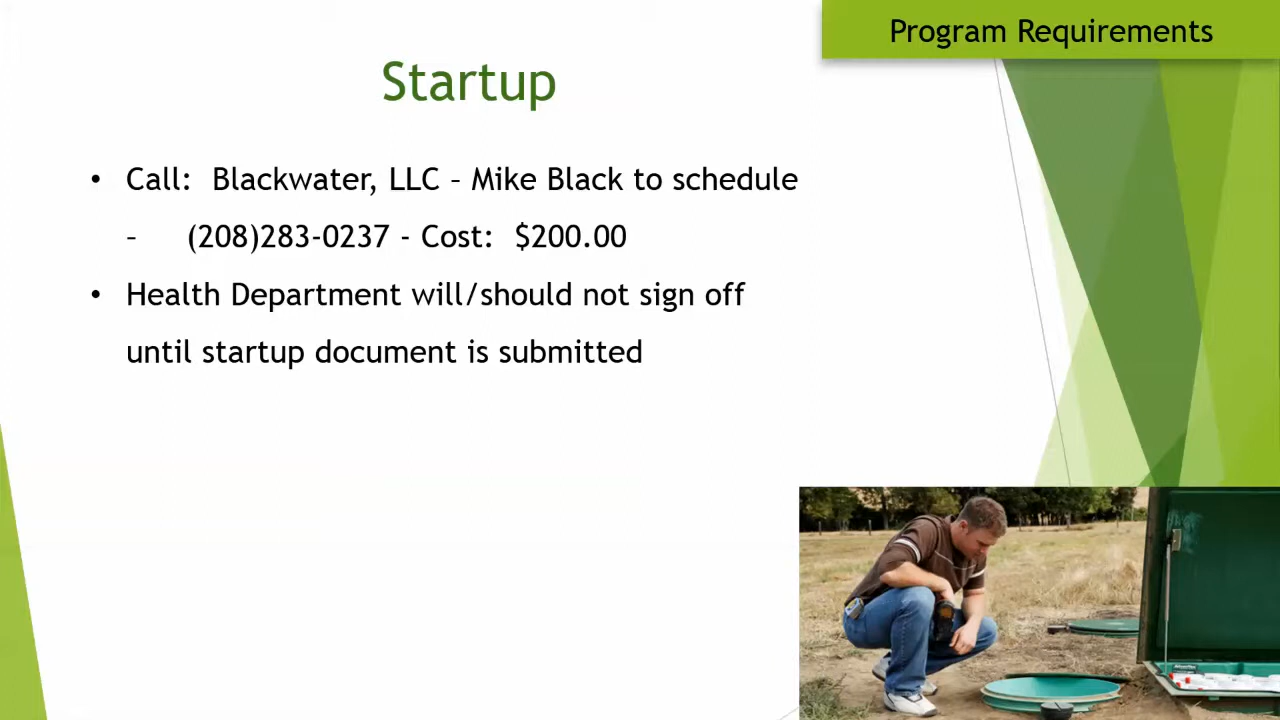 Program Requirements
Startup
• Call: Blackwater, LLC – Mike Black to schedule
– (208)283-0237 - Cost: $200.00
• Health Department will/should not sign off
until startup document is submitted